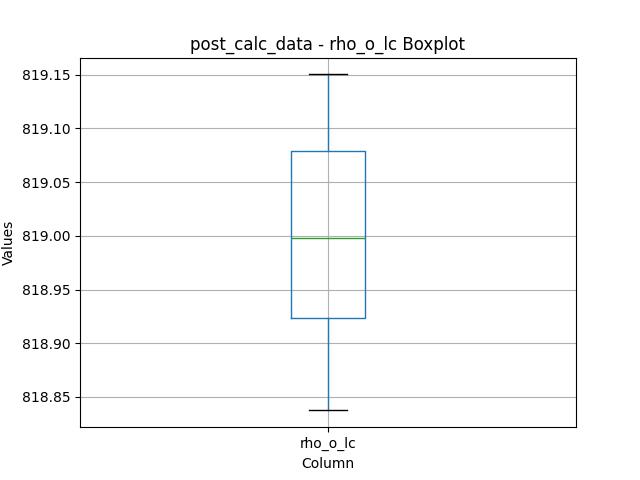 post_calc_data - rho_o_lc Boxplot
819.15
819.10
819.05
819.00
818.95
818.90
818.85
Values
rho_o_lc
Column